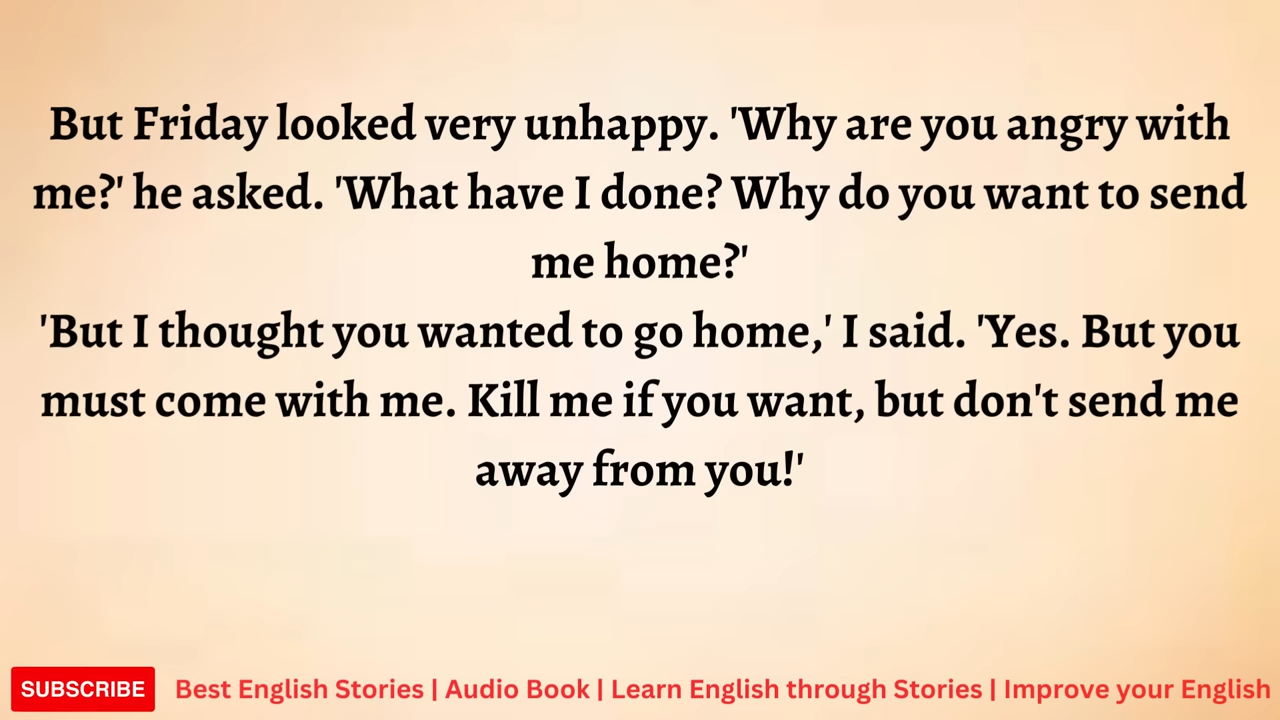 But Friday looked very unhappy. 'Why are you angry with
me?' he asked. 'What have I done? Why do you want to send
me home?'
'But I thought you wanted to go home,' I said. 'Yes. But you
must come with me. Kill me if you want, but don't send me
away from you!'
SUBSCRIBE
Best English Stories | Audio Book | Learn English through Stories | Improve your English